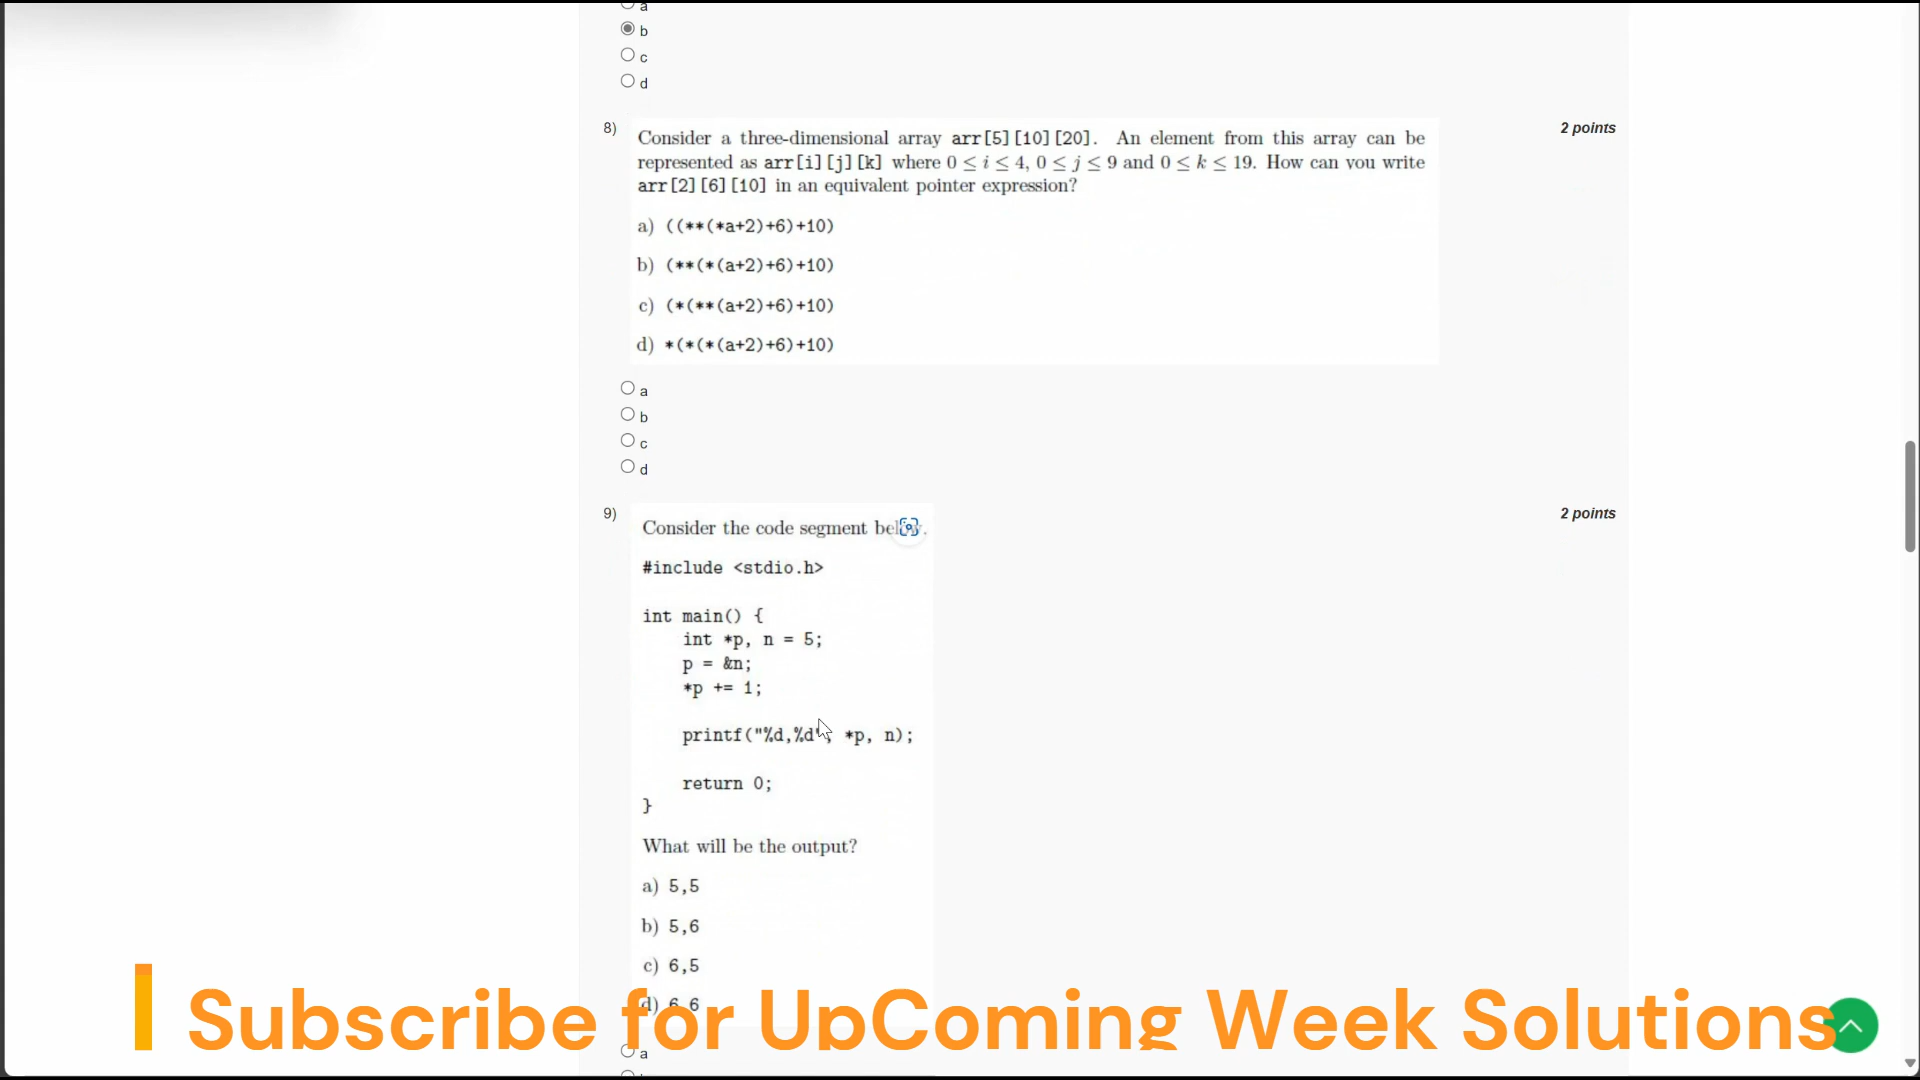 a
b
c
d
8)
2 points
Consider a three-dimensional array arr[5][10][20]. An element from this array can be
represented as arr[i][j][k] where 0 ≤ i ≤ 4, 0 ≤ j ≤ 9 and 0 ≤ k ≤ 19. How can you write
arr[2][6][10] in an equivalent pointer expression?
a) ((**(*a+2)+6)+10)
b) (**(*(a+2)+6)+10)
c) (*(**(a+2)+6)+10)
d) *(*(*(a+2)+6)+10)
a
b
c
d
9)
2 points
Consider the code segment below.
#include <stdio.h>
int main() {
int *p, n = 5;
p = &n;
*p += 1;
printf("%d,%d", *p, n);
return 0;
}
What will be the output?
a) 5,5
b) 5,6
c) 6,5
d) 6,6
Subscribe for UpComing Week Solutions
a